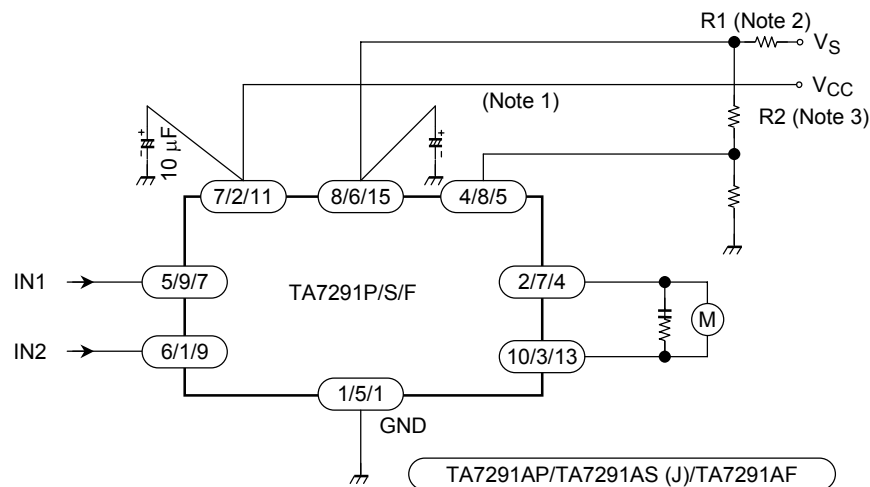 R1 (Note 2)
VS
VCC
(Note 1)
R2 (Note 3)
10 μF
7/2/11
8/6/15
4/8/5
IN1
5/9/7
TA7291P/S/F
2/7/4
M
IN2
6/1/9
10/3/13
1/5/1
GND
TA7291AP/TA7291AS (J)/TA7291AF